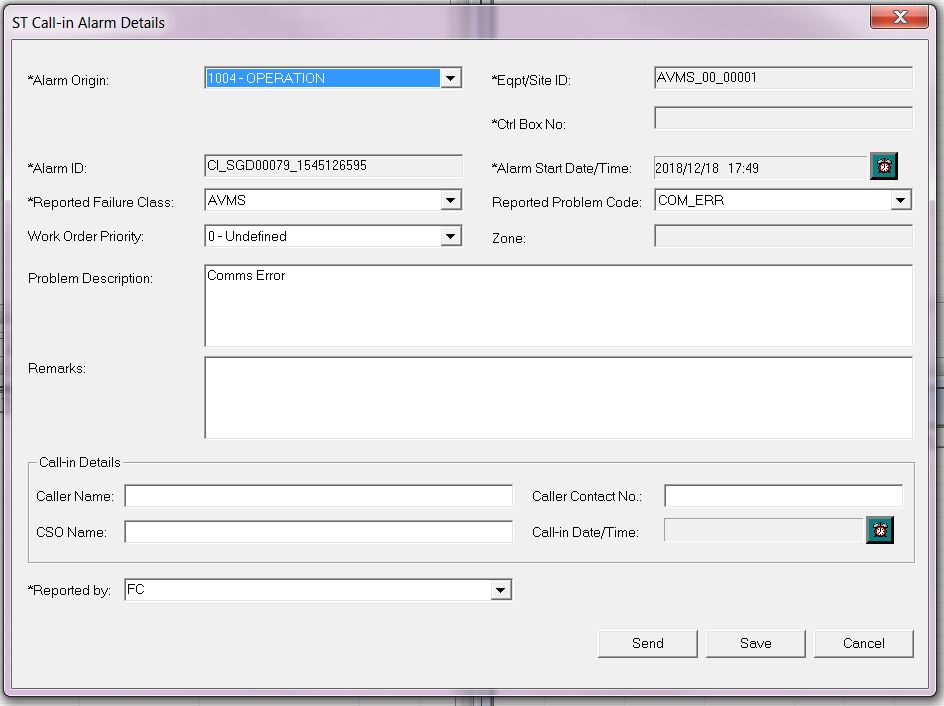 ST Call-in Alarm Details
*Alarm Origin: 1004 - OPERATION *Eqpt/Site ID: AVMS_00_00001
*Ctrl Box No:
*Alarm ID: CI_SGD00079_1545126595 *Alarm Start Date/Time: 2018/12/18 17:49
*Reported Failure Class: AVMS Reported Problem Code: COM_ERR
Work Order Priority: 0 - Undefined Zone:
Problem Description: Comms Error
Remarks:
Call-in Details
Caller Name: Caller Contact No.:
CSO Name: Call-in Date/Time:
*Reported by: FC
Send Save Cancel